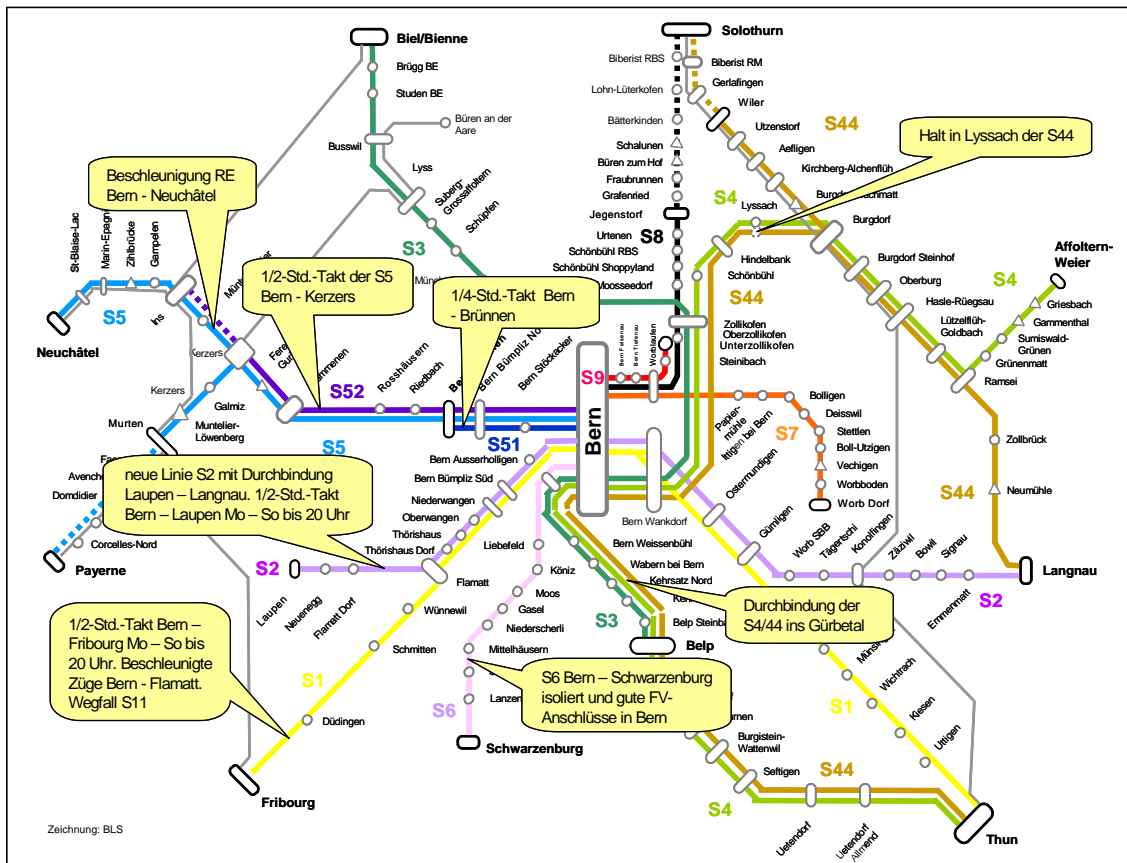 Biel/Bienne
Brügg BE
Studen BE
Büren an der
Aare
Busswil
Lyss
Suberg-
Grossaffoltern
Schüpfen
S3
Solothurn
Biberist RBS
Lohn-Lüterkofen
Bätterkinden
Schalunen
Büren zum Hof
Fraubrunnen
Grafenried
Jegenstorf
Urtenen
Schönbühl RBS
Schönbühl Shoppyland
Moosseedorf
S8
Biberist RM
Gerlafingen
Wiler
Utzenstorf
Aefligen
Kirchberg-Alchenflüh
S44
Halt in Lyssach der S44
S4
Lyssach
Burgdorf
Hindelbank
Schönbühl
S44
Burgdorf Steinhof
Oberburg
Hasle-Rüegsau
Lützelflüh-
Goldbach
Affoltern-
Weier
S4
Griesbach
Gammenthal
Sumiswald-
Grünen
Grünenmatt
Ramsei
Zollbrück
S44
Neumühle
Langnau
Beschleunigung RE
Bern - Neuchâtel
St-Blaise-Lac
Zihlbrücke
Gampelen
Ins
S5
Neuchâtel
1/2-Std.-Takt der S5
Bern - Kerzers
1/4-Std.-Takt Bern
- Brünnen
Kerzers
Kerzers
Galmiz
Muntelier-
Löwenberg
Murten
Domdidier
Corcelles-Nord
Payerne
S52
Rosshäusern
Riedbach
Bern Stöckacker
S5
S51
S9
Bern Felsenau
Bern Tiefenau
Worblaufen
Zollikofen
Oberzollikofen
Unterzollikofen
Steinibach
Bern
Papier-
mühle
Ittigen bei Bern
S7
Bolligen
Deisswil
Stettlen
Boll-Utzigen
Vechigen
Worbboden
Worb Dorf
neue Linie S2 mit Durchbindung
Laupen – Langnau. 1/2-Std.-Takt
Bern – Laupen Mo – So bis 20 Uhr
Bern Ausserholligen
Bern Bümpliz Süd
Niederwangen
Oberwangen
Thörishaus
Thörishaus Dorf
S2
Laupen
Neuenegg
Flamatt Dorf
Flamatt
Wünnewil
Schmitten
S1
Düdingen
Fribourg
1/2-Std.-Takt Bern –
Fribourg Mo – So bis
20 Uhr. Beschleunigte
Züge Bern - Flamatt.
Wegfall S11
Liebefeld
Köniz
Moos
Gasel
Niederscherli
Mittelhäusern
S6
Schwarzenburg
S6 Bern – Schwarzenburg
isoliert und gute FV-
Anschlüsse in Bern
Bern Wankdorf
Ostermundigen
Gümligen
Worb SBB
Tägertschi
Konolfingen
Zäziwil
Bowil
Signau
Emmenmatt
S2
Bern Weissenbühl
Wabern bei Bern
Kehrsatz Nord
S3
Belp
Durchbindung der
S4/44 ins Gürbetal
Wichtrach
Kiesen
Uttigen
S1
Burgistein-
Wattenwil
Seftigen
S44
S4
Uetendorf
Uetendorf
Allmend
Thun
Zeichnung: BLS